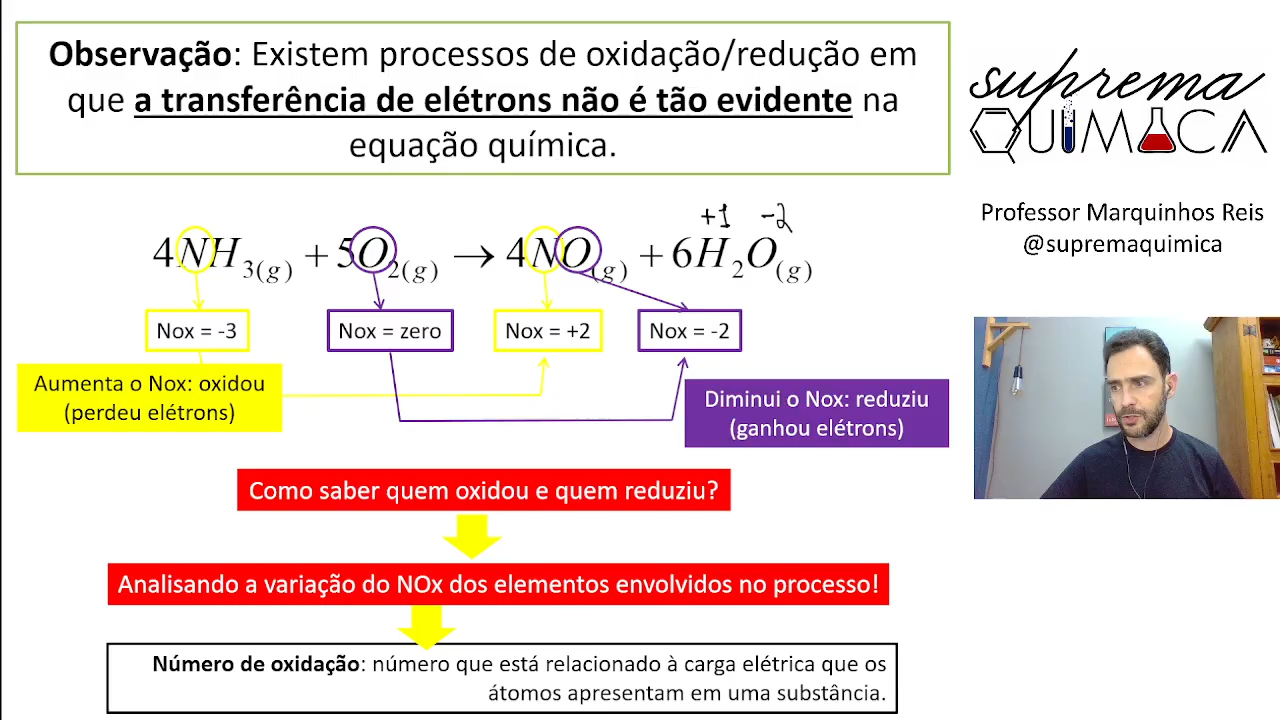 Observação: Existem processos de oxidação/redução em
que a transferência de elétrons não é tão evidente na
equação química.
suprema
QUÍMICA
Professor Marquinhos Reis
@supremaquimica
+1 -2
4NH3(g) + 5O2(g) → 4NO(g) + 6H2O(g)
Nox = -3
Nox = zero
Nox = +2
Nox = -2
Aumenta o Nox: oxidou
(perdeu elétrons)
Diminui o Nox: reduziu
(ganhou elétrons)
Como saber quem oxidou e quem reduziu?
Analisando a variação do NOx dos elementos envolvidos no processo!
Número de oxidação: número que está relacionado à carga elétrica que os
átomos apresentam em uma substância.